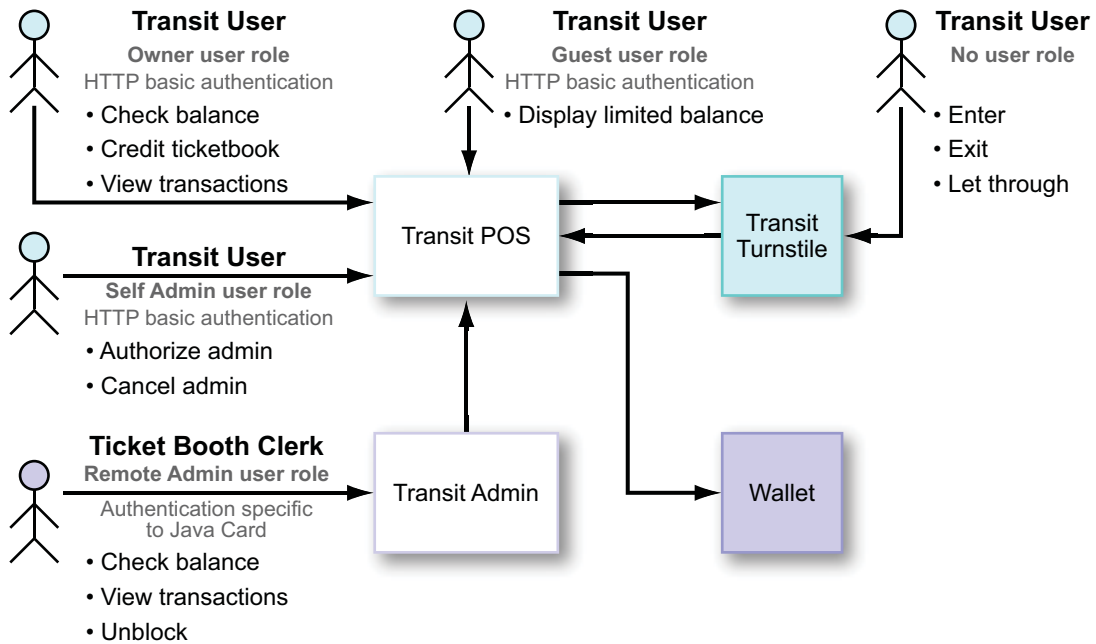 Transit User
Owner user role
HTTP basic authentication
• Check balance
• Credit ticketbook
• View transactions
Transit User
Guest user role
HTTP basic authentication
• Display limited balance
Transit User
No user role
• Enter
• Exit
• Let through
Transit POS
Transit
Turnstile
Transit User
Self Admin user role
HTTP basic authentication
• Authorize admin
• Cancel admin
Ticket Booth Clerk
Remote Admin user role
Authentication specific
to Java Card
• Check balance
• View transactions
• Unblock
Transit Admin
Wallet